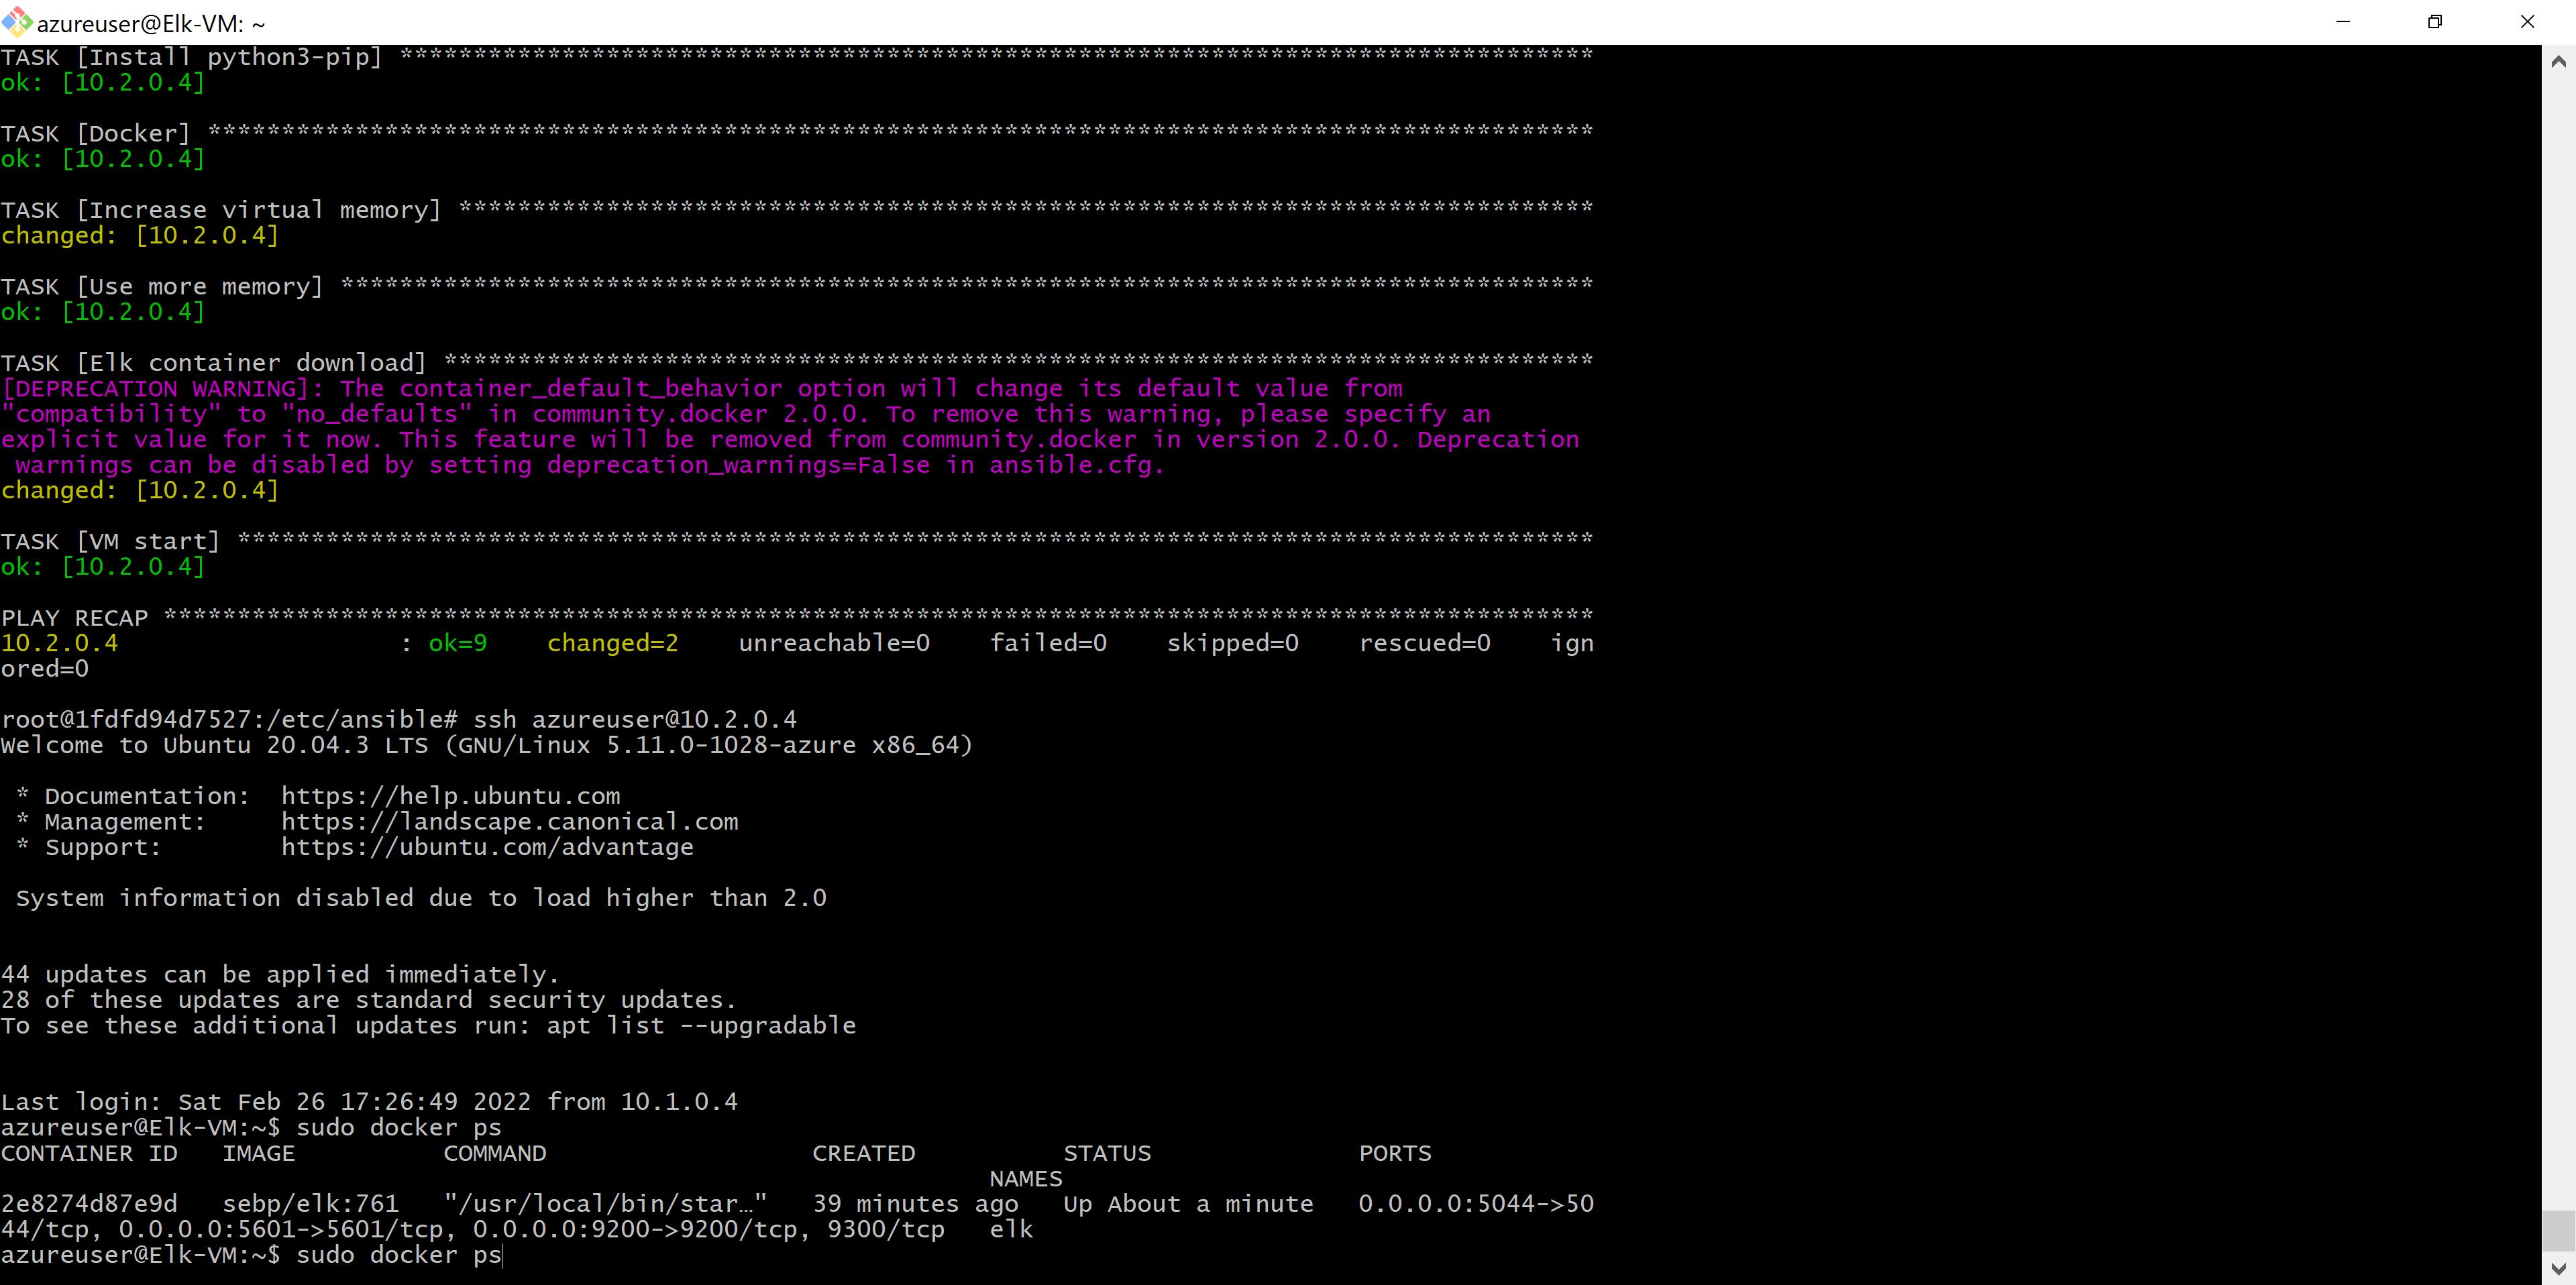 azureuser@Elk-VM: ~
TASK [Install python3-pip] *********************************************************************************
ok: [10.2.0.4]
TASK [Docker] **********************************************************************************************
ok: [10.2.0.4]
TASK [Increase virtual memory] *****************************************************************************
changed: [10.2.0.4]
TASK [Use more memory] *************************************************************************************
ok: [10.2.0.4]
TASK [Elk container download] ******************************************************************************
[DEPRECATION WARNING]: The container_default_behavior option will change its default value from
"compatibility" to "no_defaults" in community.docker 2.0.0. To remove this warning, please specify an
explicit value for it now. This feature will be removed from community.docker in version 2.0.0. Deprecation
 warnings can be disabled by setting deprecation_warnings=False in ansible.cfg.
changed: [10.2.0.4]
TASK [VM start] ********************************************************************************************
ok: [10.2.0.4]
PLAY RECAP *************************************************************************************************
10.2.0.4                   : ok=9    changed=2    unreachable=0    failed=0    skipped=0    rescued=0    ign
ored=0
root@1fdfd94d7527:/etc/ansible# ssh azureuser@10.2.0.4
Welcome to Ubuntu 20.04.3 LTS (GNU/Linux 5.11.0-1028-azure x86_64)
 * Documentation:  https://help.ubuntu.com
 * Management:     https://landscape.canonical.com
 * Support:        https://ubuntu.com/advantage
 System information disabled due to load higher than 2.0
44 updates can be applied immediately.
28 of these updates are standard security updates.
To see these additional updates run: apt list --upgradable
Last login: Sat Feb 26 17:26:49 2022 from 10.1.0.4
azureuser@Elk-VM:~$ sudo docker ps
CONTAINER ID   IMAGE          COMMAND                  CREATED          STATUS              PORTS
                                                                   NAMES
2e8274d87e9d   sebp/elk:761   "/usr/local/bin/star…"   39 minutes ago   Up About a minute   0.0.0.0:5044->50
44/tcp, 0.0.0.0:5601->5601/tcp, 0.0.0.0:9200->9200/tcp, 9300/tcp   elk
azureuser@Elk-VM:~$ sudo docker ps